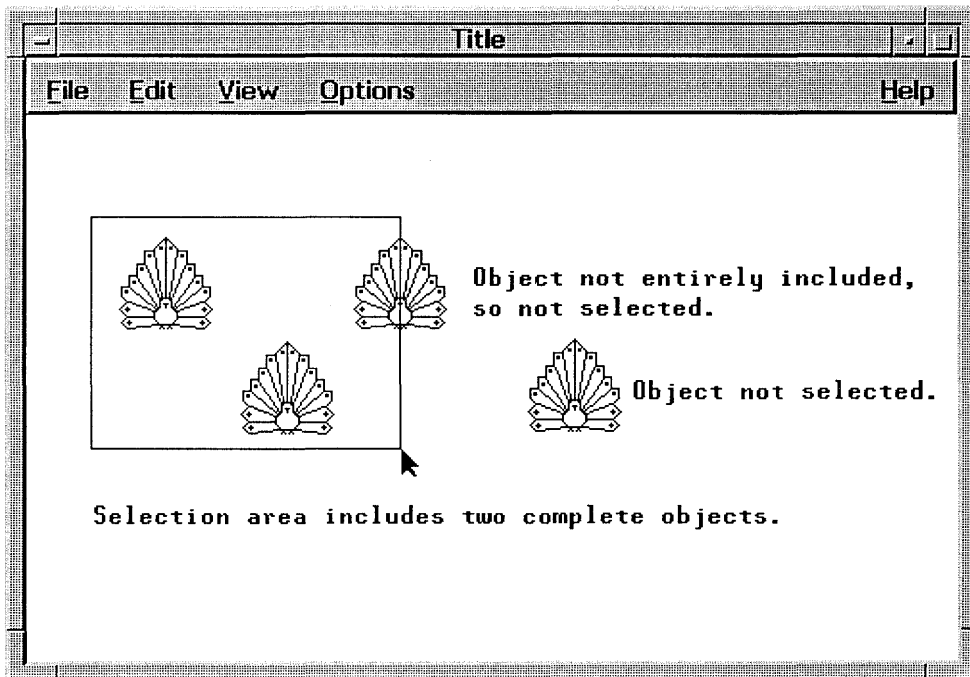 Title
File Edit View Options Help
Object not entirely included,
so not selected.
Object not selected.
Selection area includes two complete objects.